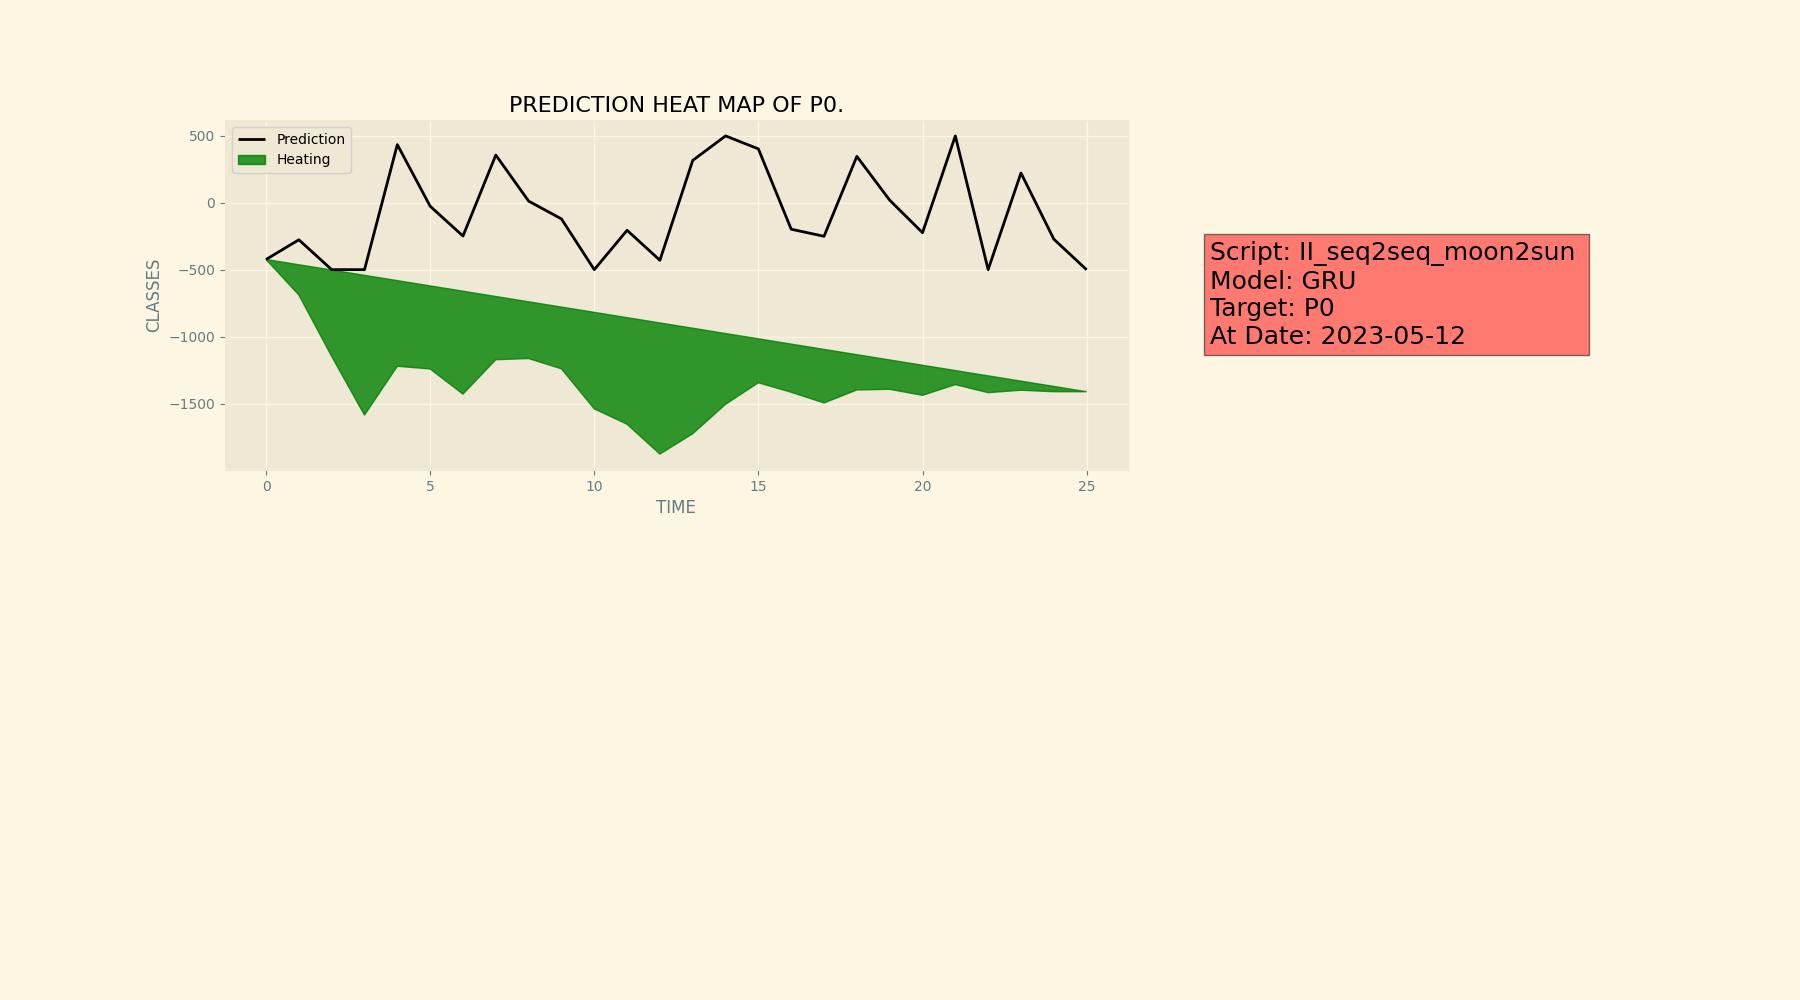 PREDICTION HEAT MAP OF P0.
Prediction
Heating
500
0
−500
−1000
−1500
CLASSES
0 5 10 15 20 25
TIME
Script: II_seq2seq_moon2sun
Model: GRU
Target: P0
At Date: 2023-05-12